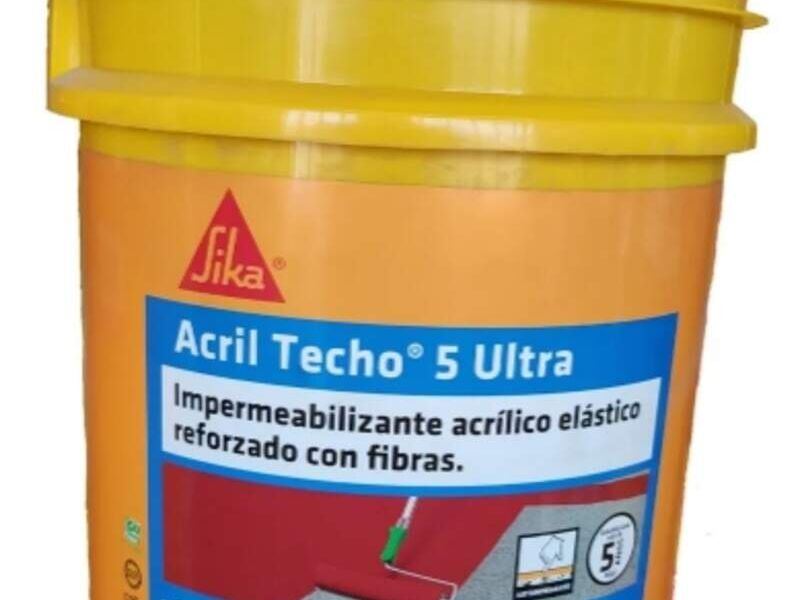 Sika®
Acril Techo® 5 Ultra
Impermeabilizante acrílico elástico
reforzado con fibras.
5